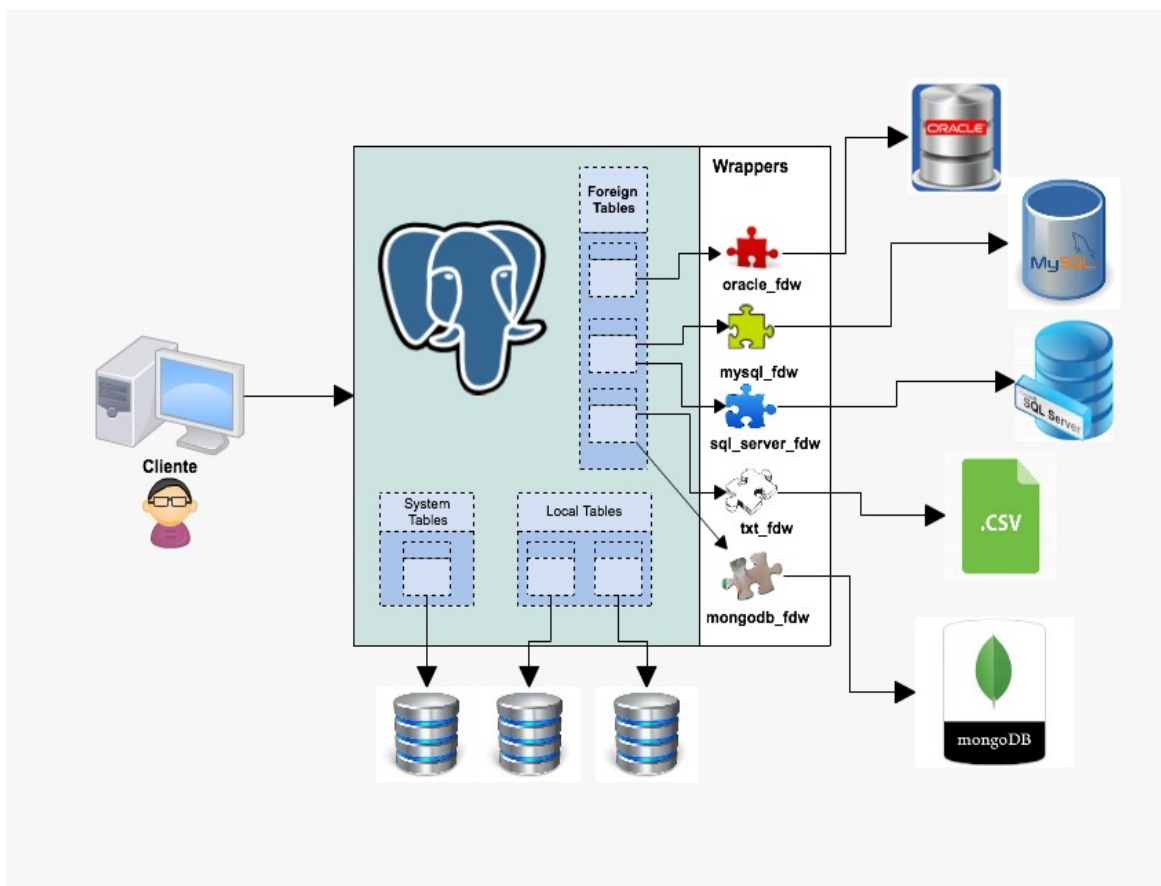 Wrappers
Foreign
Tables
ORACLE
MySQL
oracle_fdw
mysql_fdw
SQL Server
sql_server_fdw
Cliente
System
Tables
Local Tables
txt_fdw
.CSV
mongodb_fdw
mongoDB